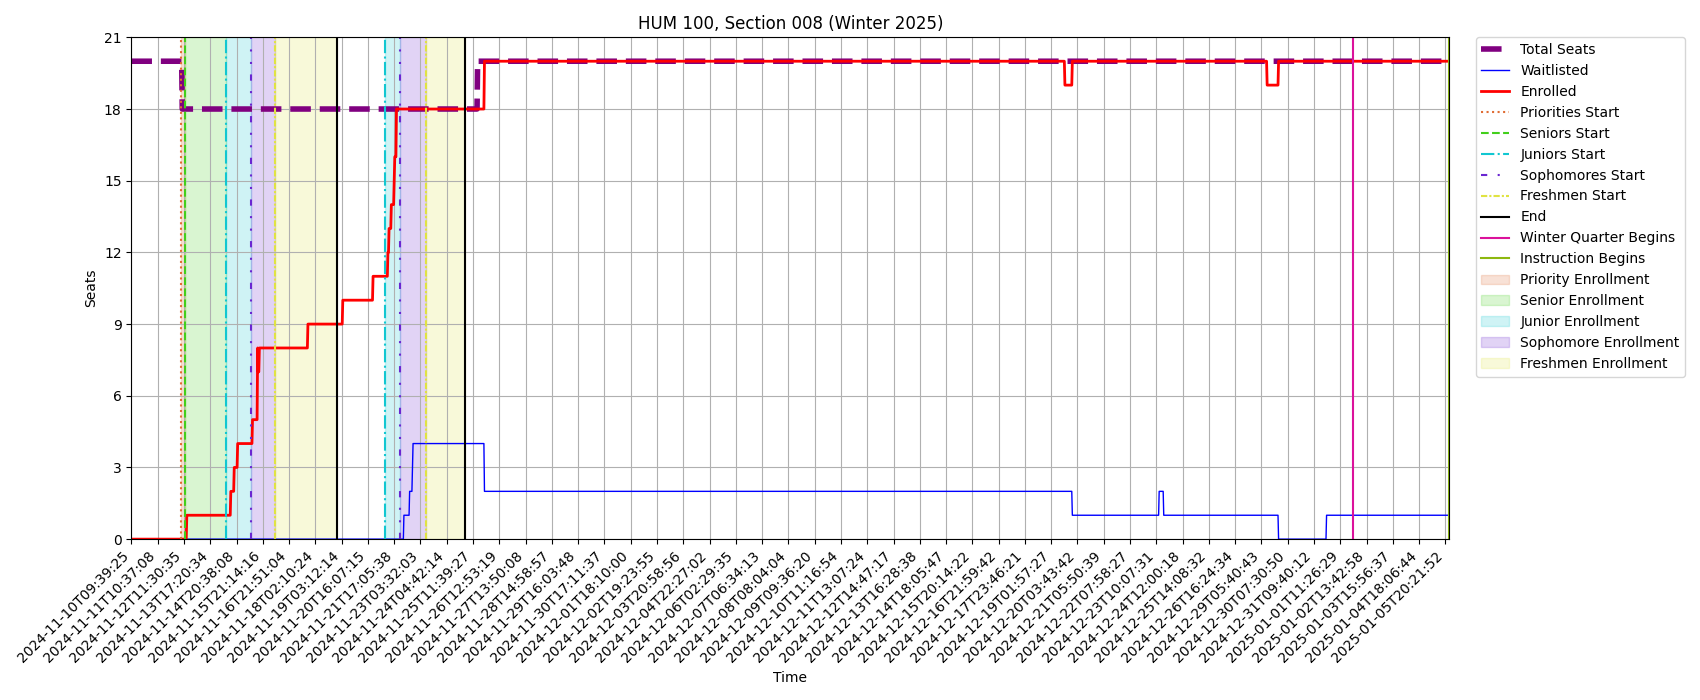 HUM 100, Section 008 (Winter 2025)
Seats
21
18
15
12
9
6
3
0
2024-11-10T09:39:25
2024-11-11T10:37:08
2024-11-12T11:30:35
2024-11-13T17:20:34
2024-11-14T20:38:08
2024-11-15T21:14:16
2024-11-16T21:51:04
2024-11-18T02:10:24
2024-11-19T03:12:14
2024-11-20T16:07:15
2024-11-21T17:05:38
2024-11-23T03:32:03
2024-11-24T04:42:14
2024-11-25T11:39:27
2024-11-26T12:53:19
2024-11-27T13:50:08
2024-11-28T14:58:57
2024-11-29T16:03:48
2024-11-30T17:11:37
2024-12-01T18:10:00
2024-12-02T19:23:55
2024-12-03T20:58:56
2024-12-04T22:27:02
2024-12-06T02:29:35
2024-12-07T06:34:13
2024-12-08T08:04:04
2024-12-09T09:36:20
2024-12-10T11:16:54
2024-12-11T13:07:24
2024-12-12T14:47:17
2024-12-13T16:28:38
2024-12-14T18:05:47
2024-12-15T20:14:22
2024-12-16T21:59:42
2024-12-17T23:46:21
2024-12-19T01:57:27
2024-12-20T03:43:42
2024-12-21T05:50:39
2024-12-22T07:58:27
2024-12-23T10:07:31
2024-12-24T12:00:18
2024-12-25T14:08:32
2024-12-26T16:24:34
2024-12-29T05:40:43
2024-12-30T07:30:50
2024-12-31T09:40:12
2025-01-01T11:26:29
2025-01-02T13:42:58
2025-01-03T15:56:37
2025-01-04T18:06:44
2025-01-05T20:21:52
Time
Total Seats
Waitlisted
Enrolled
Priorities Start
Seniors Start
Juniors Start
Sophomores Start
Freshmen Start
End
Winter Quarter Begins
Instruction Begins
Priority Enrollment
Senior Enrollment
Junior Enrollment
Sophomore Enrollment
Freshmen Enrollment